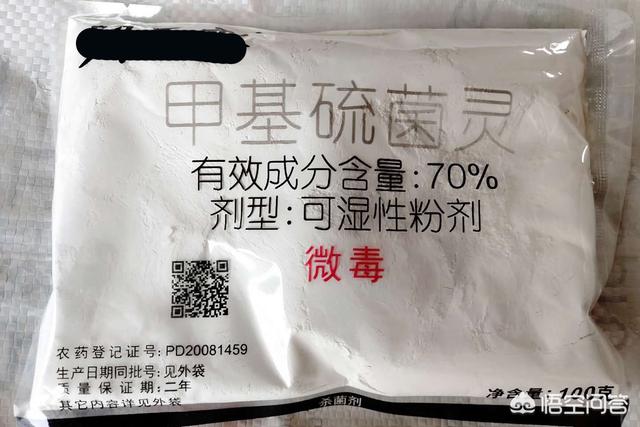 甲基硫菌灵
有效成分含量:70%
剂型:可湿性粉剂
微毒
农药登记证号:PD20081459
生产日期同批号:见外袋
质量保证期:二年
其它内容详见外袋
净含量:100克
杀菌剂
悟空问答